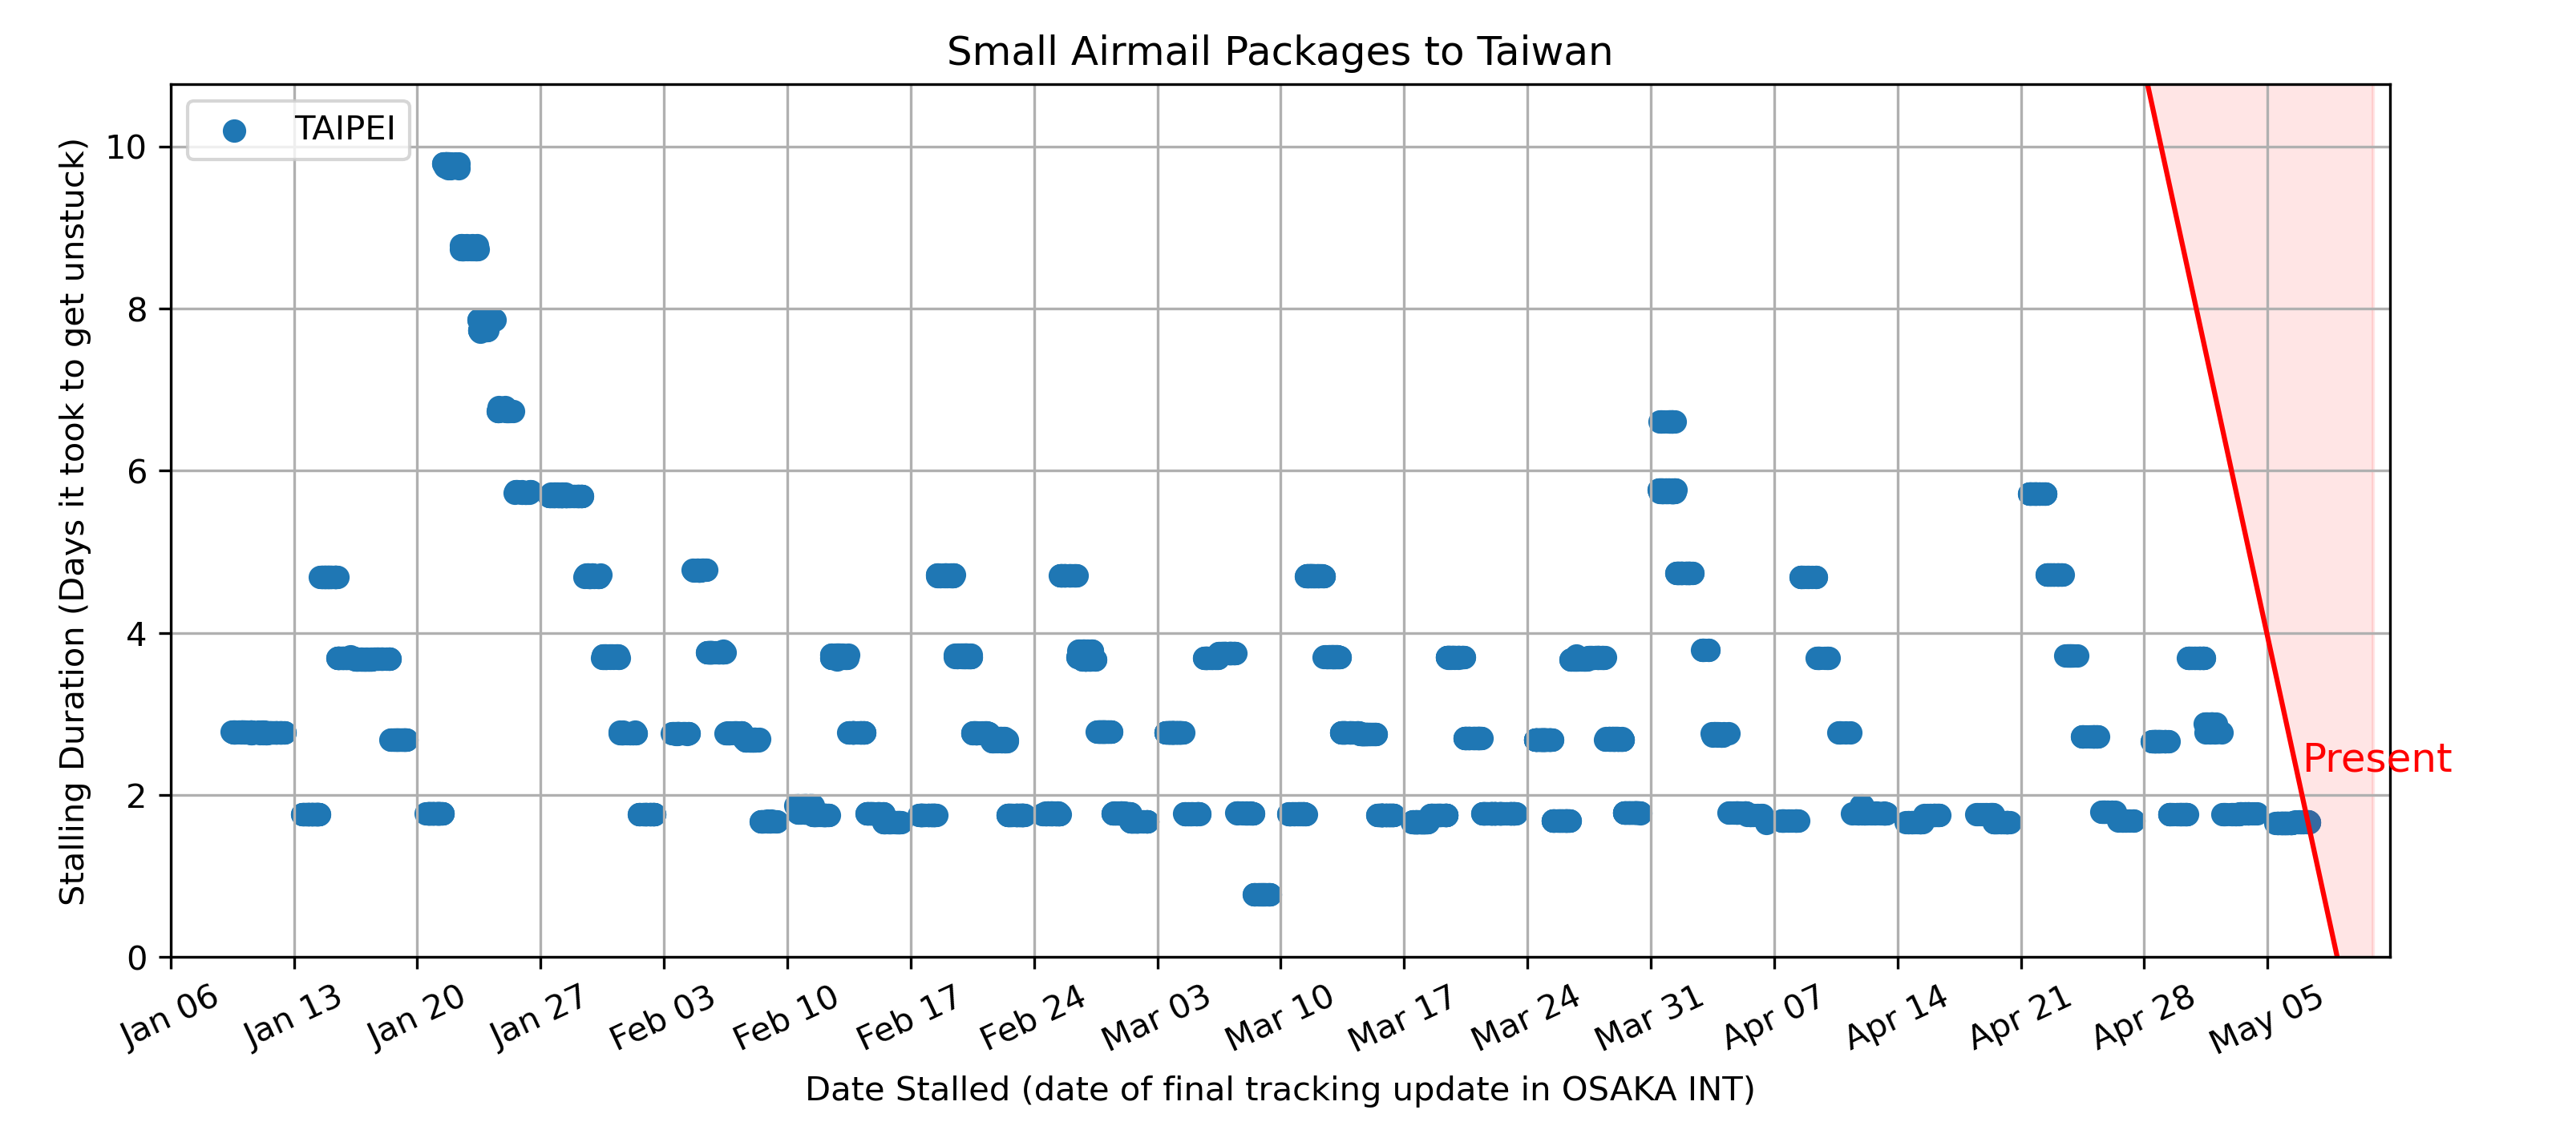 Small Airmail Packages to Taiwan
TAIPEI
Stalling Duration (Days it took to get unstuck)
10
8
6
4
2
0
Present
Jan 06
Jan 13
Jan 20
Jan 27
Feb 03
Feb 10
Feb 17
Feb 24
Mar 03
Mar 10
Mar 17
Mar 24
Mar 31
Apr 07
Apr 14
Apr 21
Apr 28
May 05
Date Stalled (date of final tracking update in OSAKA INT)